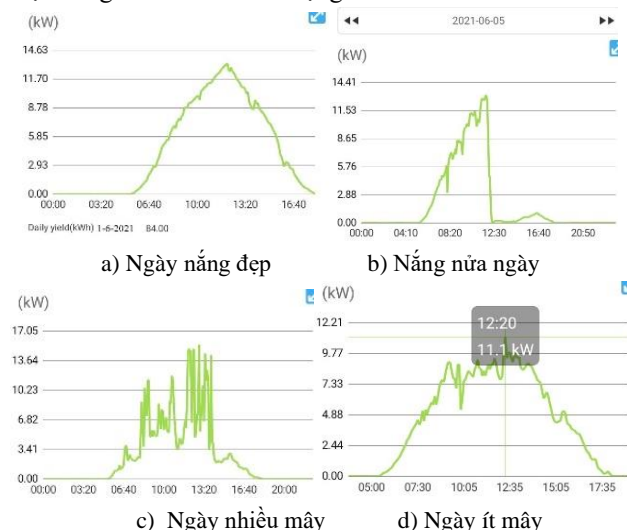 (kW)
14.63
11.70
8.78
5.85
2.93
0.00
00:00 03:20 06:40 10:00 13:20 16:40
Daily yield(kWh) 1-6-2021 84.00
a) Ngày nắng đẹp
2021-06-05
(kW)
14.41
11.53
8.65
5.76
2.88
0.00
00:00 04:10 08:20 12:30 16:40 20:50
b) Nắng nửa ngày
(kW)
17.05
13.64
10.23
6.82
3.41
0.00
00:00 03:20 06:40 10:00 13:20 16:40 20:00
c) Ngày nhiều mây
(kW)
12.21
9.77
7.33
4.88
2.44
0.00
12:20
11.1 kW
05:00 07:30 10:05 12:35 15:05 17:35
d) Ngày ít mây